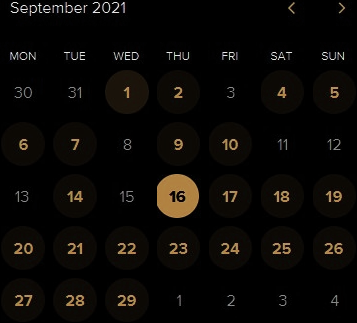 September 2021
MON TUE WED THU FRI SAT SUN
30 31 1 2 3 4 5
6 7 8 9 10 11 12
13 14 15 16 17 18 19
20 21 22 23 24 25 26
27 28 29 1 2 3 4